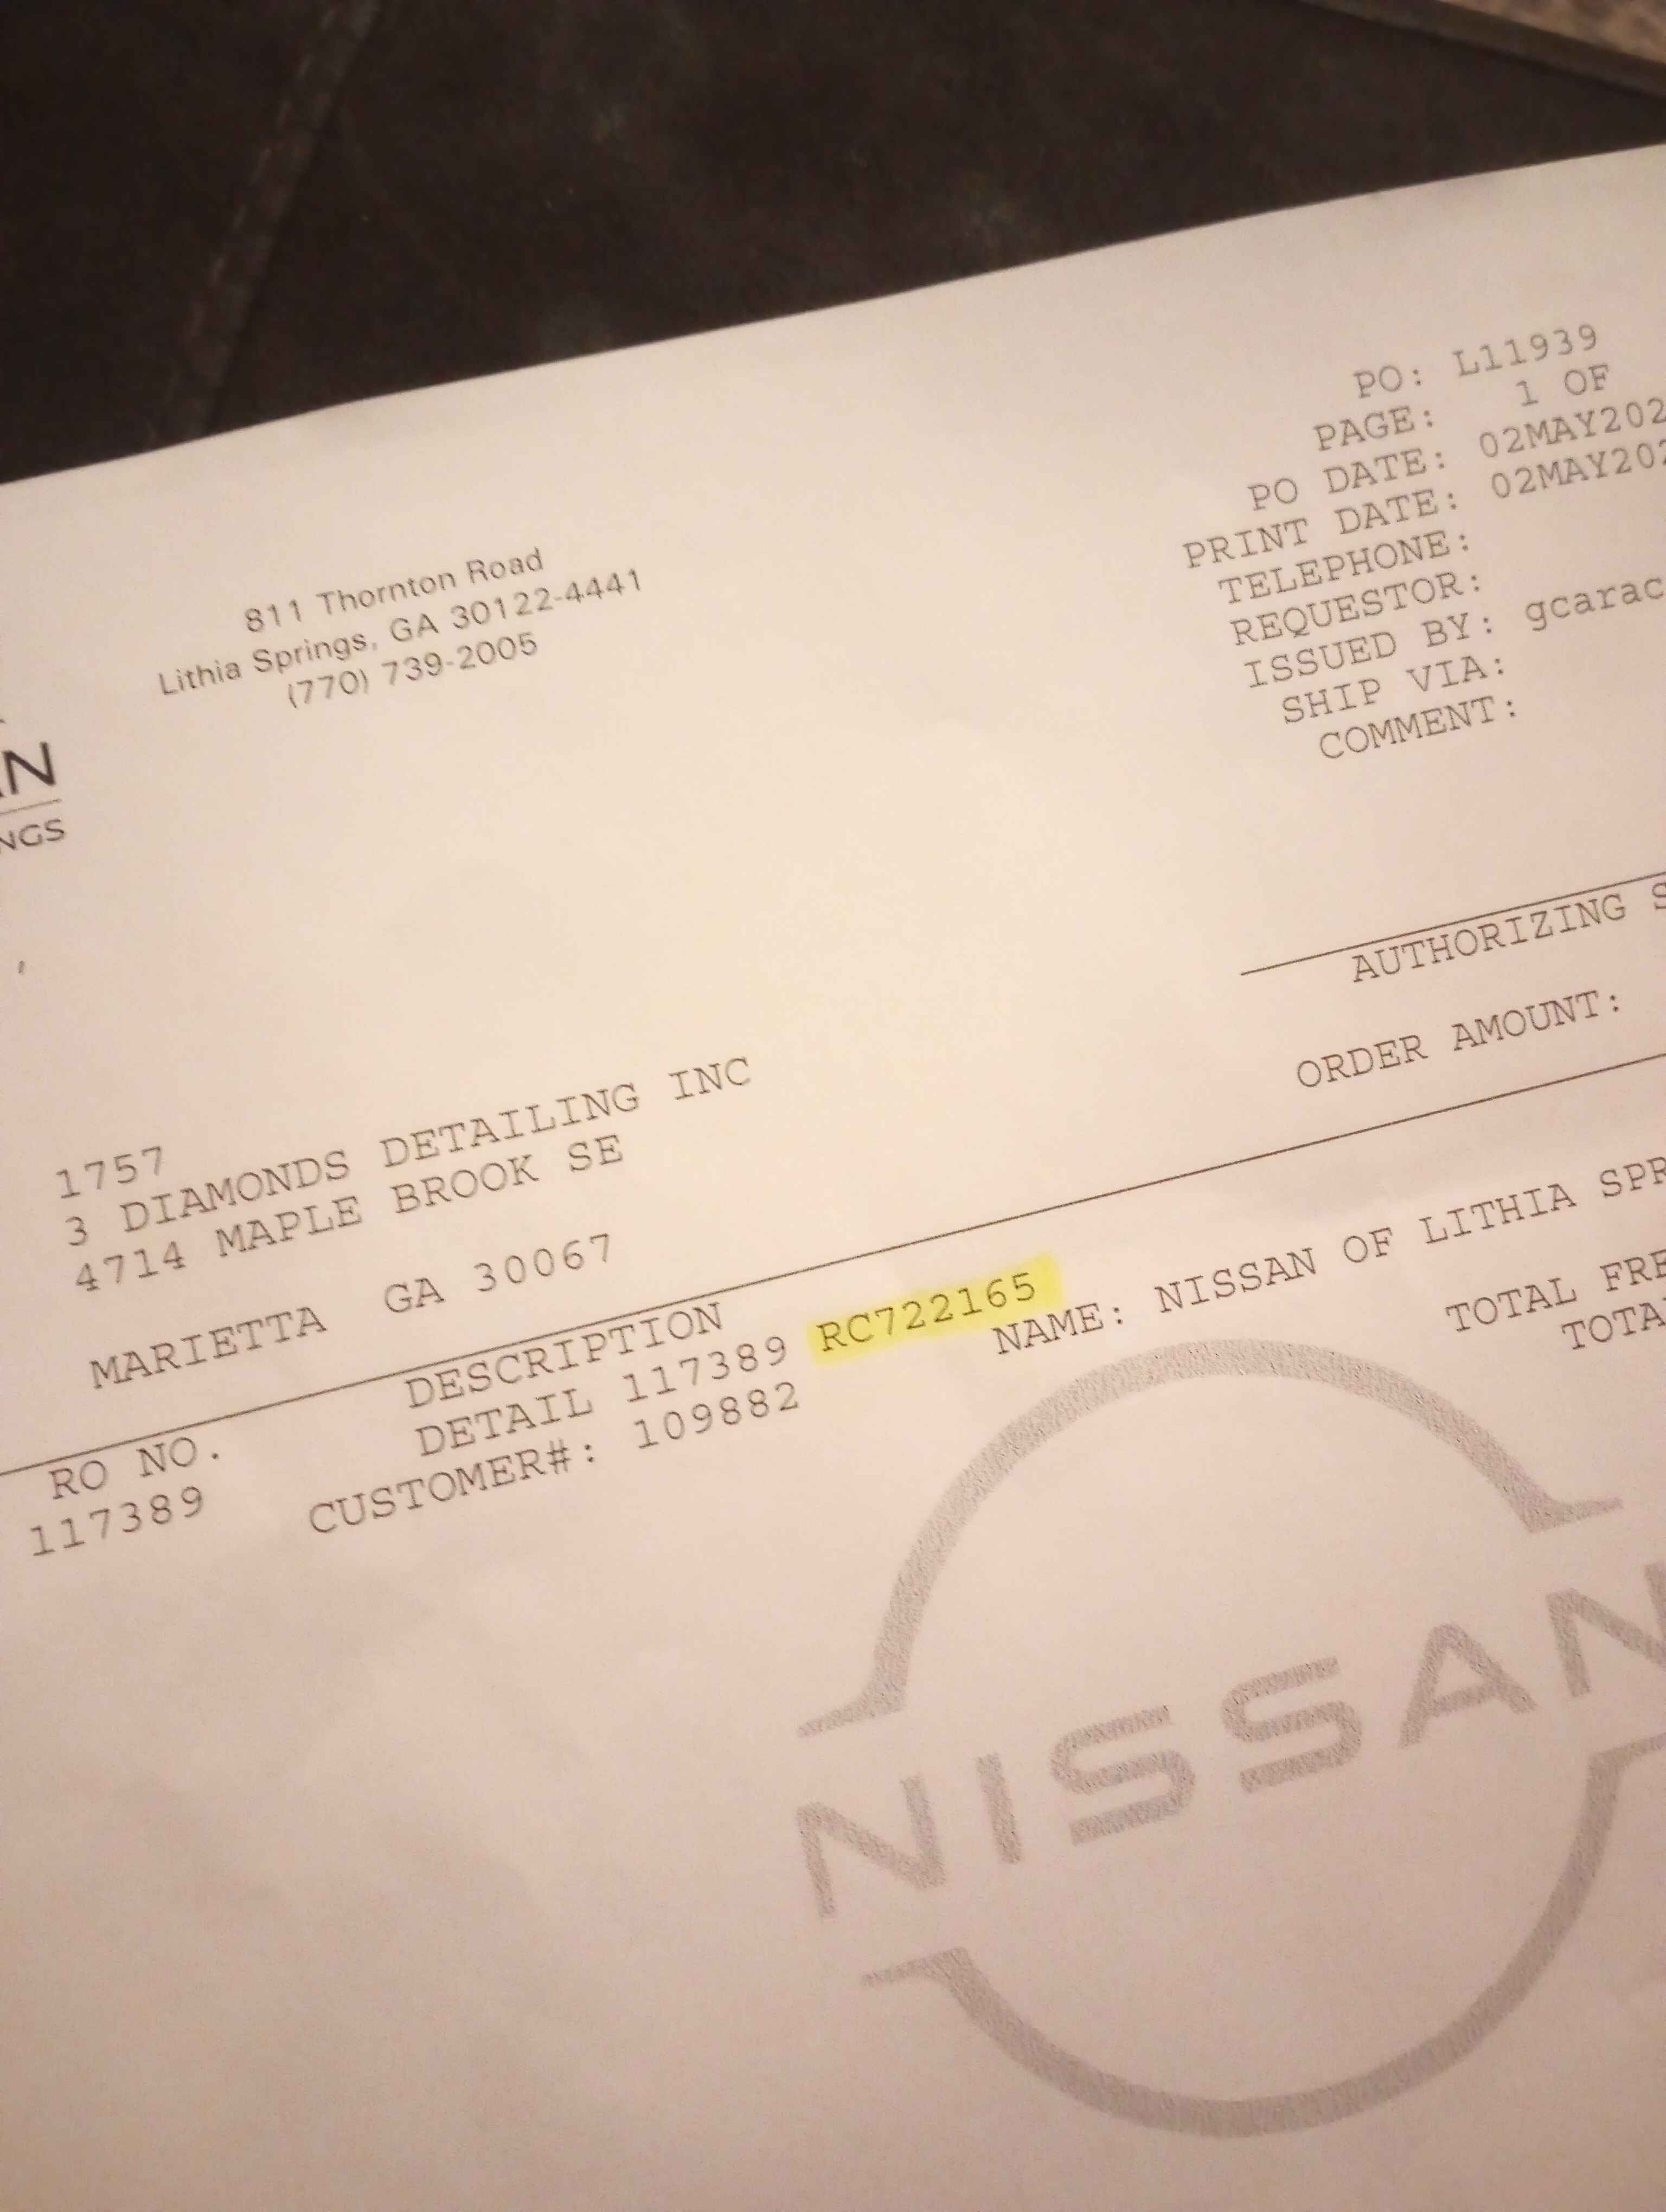 811 Thornton Road
Lithia Springs, GA 30122-4441
(770) 739-2005
PO: L11939
PAGE: 1 OF
PO DATE: 02MAY202
PRINT DATE: 02MAY202
TELEPHONE:
REQUESTOR:
ISSUED BY: gcarac
SHIP VIA:
COMMENT:
AN
NGS
AUTHORIZING S
ORDER AMOUNT:
1757
3 DIAMONDS DETAILING INC
4714 MAPLE BROOK SE
MARIETTA GA 30067
RO NO. DESCRIPTION
117389 DETAIL 117389 RC722165
CUSTOMER#: 109882 NAME: NISSAN OF LITHIA SPR
TOTAL FRE
TOTA
NISSAN